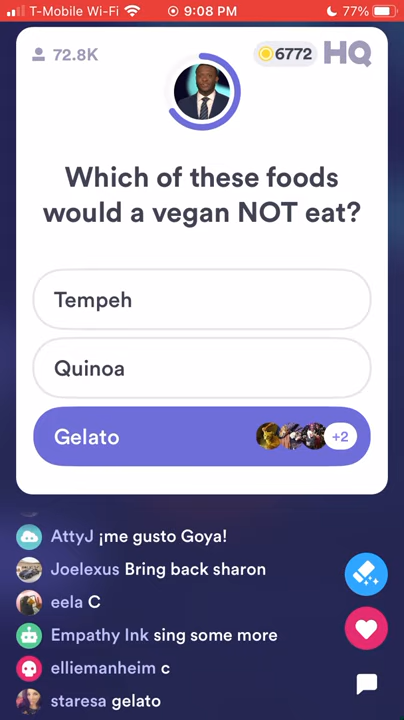 T-Mobile Wi-Fi 9:08 PM 77%
72.8K 6772 HQ
Which of these foods
would a vegan NOT eat?
Tempeh
Quinoa
Gelato +2
AttyJ ¡me gusto Goya!
Joelexus Bring back sharon
eela C
Empathy Ink sing some more
elliemanheim c
staresa gelato